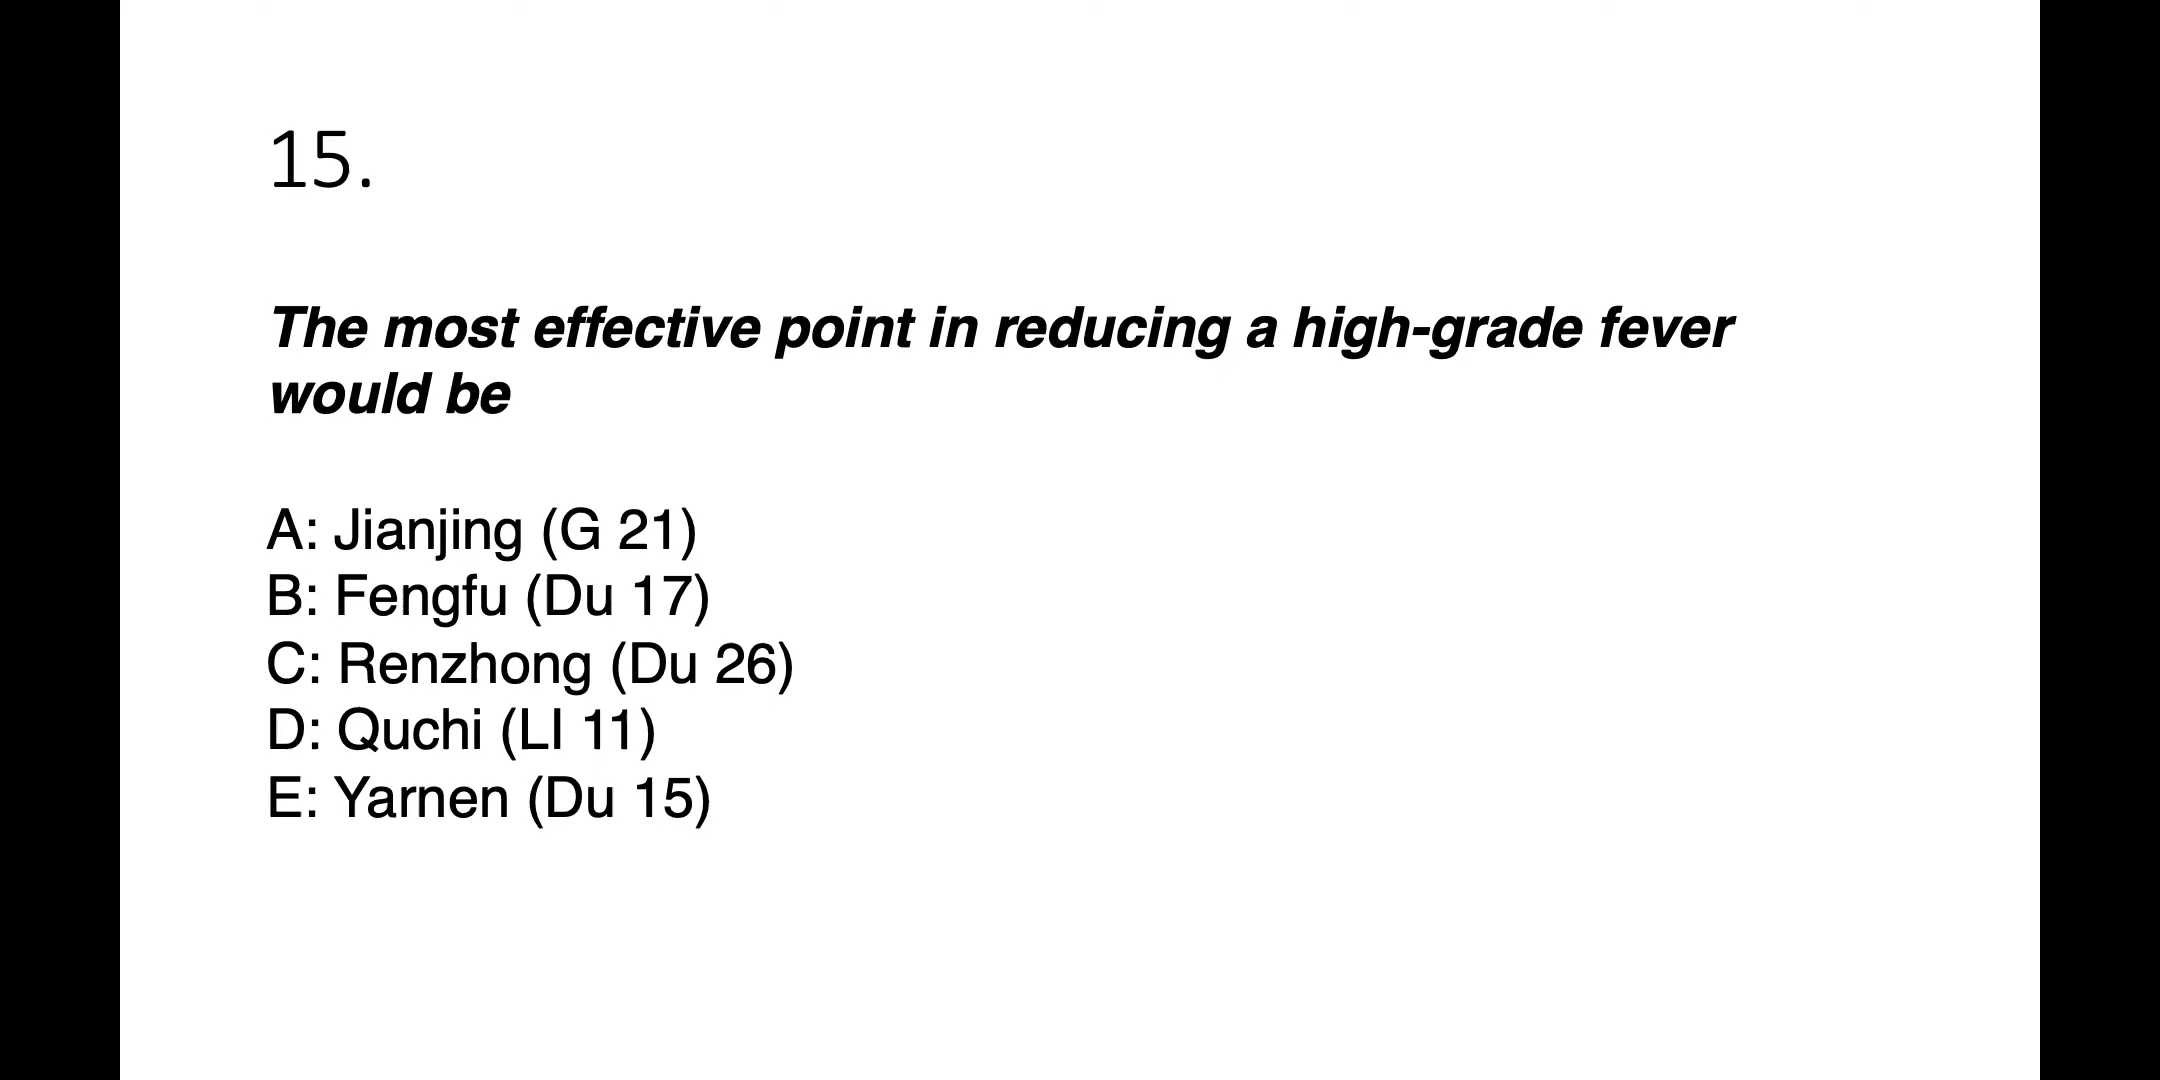 15.
The most effective point in reducing a high-grade fever
would be
A: Jianjing (G 21)
B: Fengfu (Du 17)
C: Renzhong (Du 26)
D: Quchi (LI 11)
E: Yarnen (Du 15)